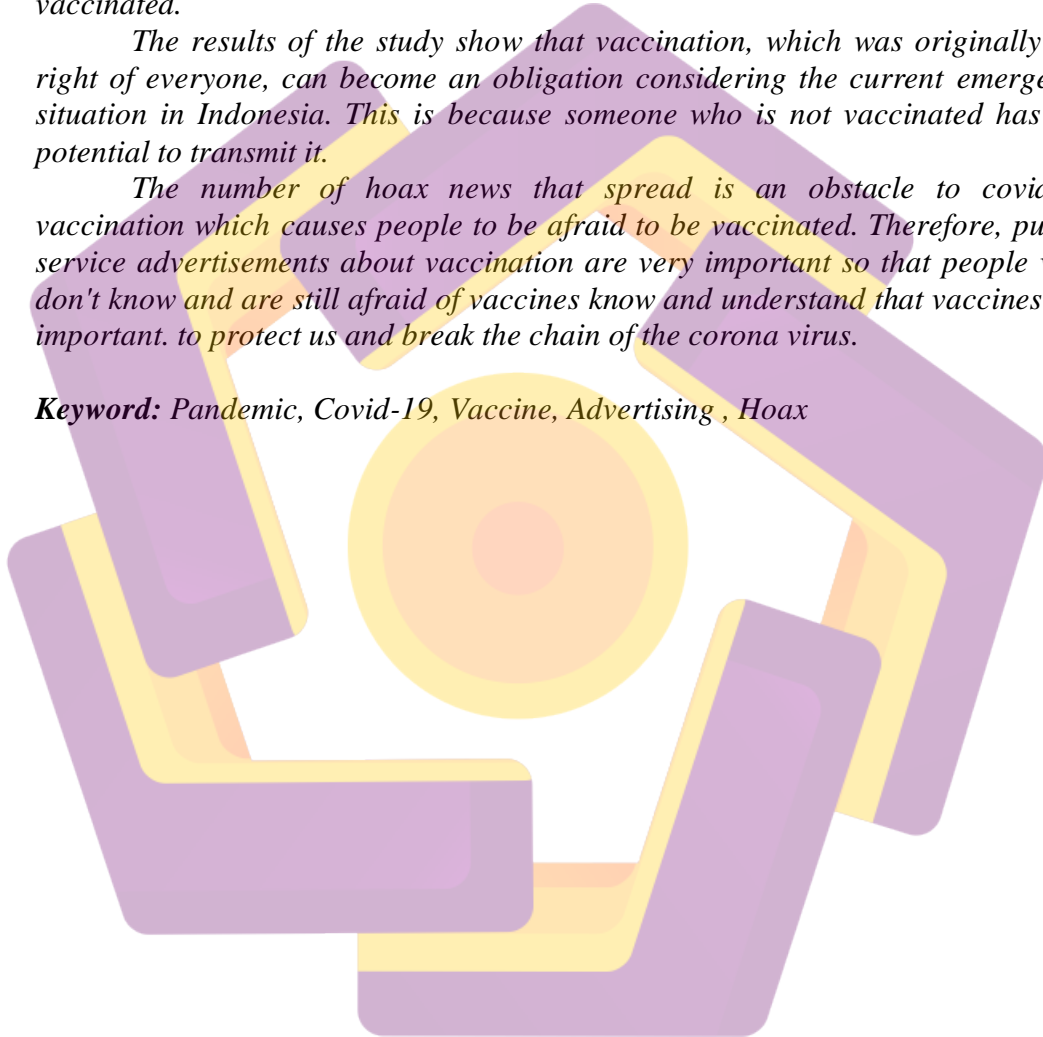 vaccinated.
The results of the study show that vaccination, which was originally
right of everyone, can become an obligation considering the current emerge
situation in Indonesia. This is because someone who is not vaccinated has
potential to transmit it.
The number of hoax news that spread is an obstacle to covid
vaccination which causes people to be afraid to be vaccinated. Therefore, pu
service advertisements about vaccination are very important so that people
don't know and are still afraid of vaccines know and understand that vaccines
important. to protect us and break the chain of the corona virus.
Keyword: Pandemic, Covid-19, Vaccine, Advertising , Hoax